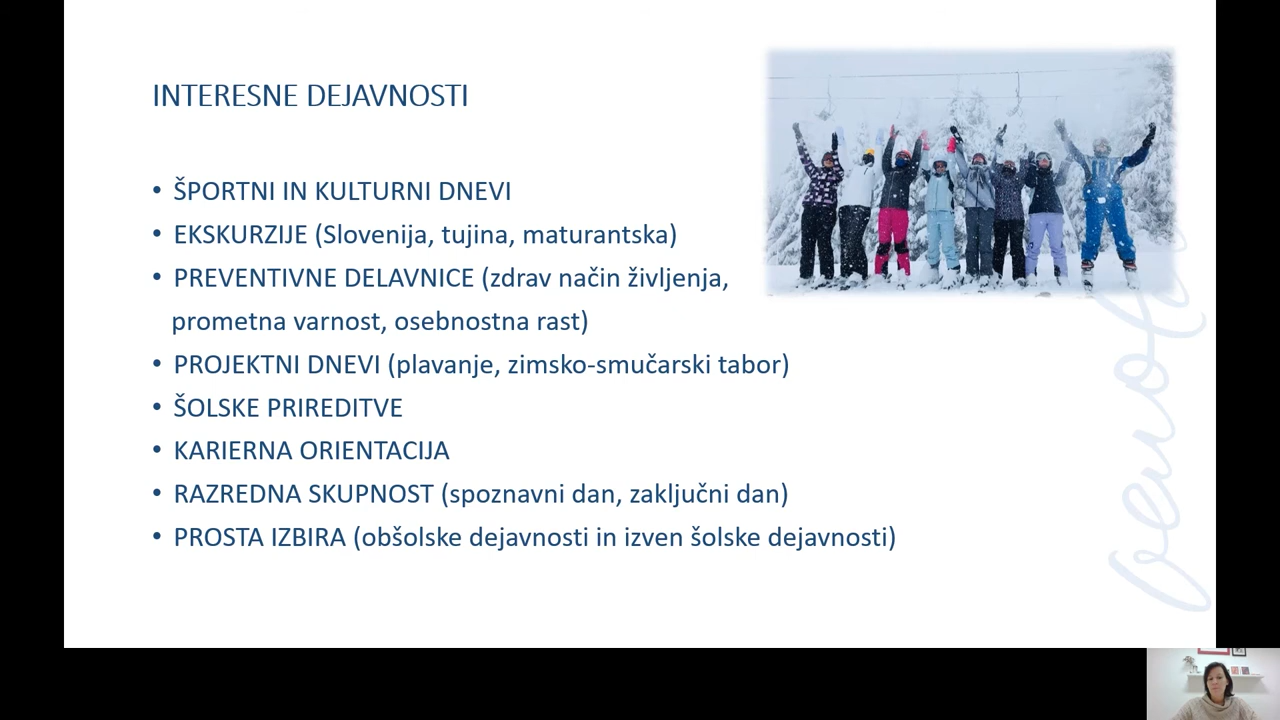 INTERESNE DEJAVNOSTI
• ŠPORTNI IN KULTURNI DNEVI
• EKSKURZIJE (Slovenija, tujina, maturantska)
• PREVENTIVNE DELAVNICE (zdrav način življenja,
prometna varnost, osebnostna rast)
• PROJEKTNI DNEVI (plavanje, zimsko-smučarski tabor)
• ŠOLSKE PRIREDITVE
• KARIERNA ORIENTACIJA
• RAZREDNA SKUPNOST (spoznavni dan, zaključni dan)
• PROSTA IZBIRA (obšolske dejavnosti in izven šolske dejavnosti)